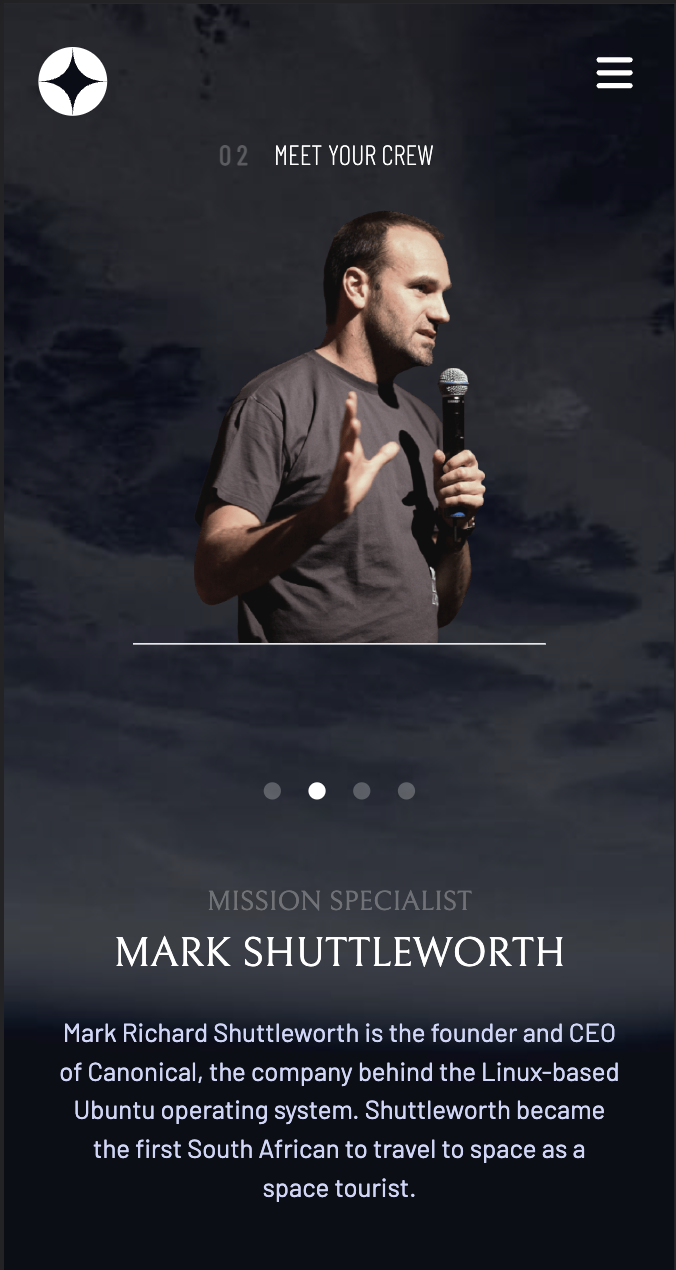 02 MEET YOUR CREW
MISSION SPECIALIST
MARK SHUTTLEWORTH
Mark Richard Shuttleworth is the founder and CEO
of Canonical, the company behind the Linux-based
Ubuntu operating system. Shuttleworth became
the first South African to travel to space as a
space tourist.